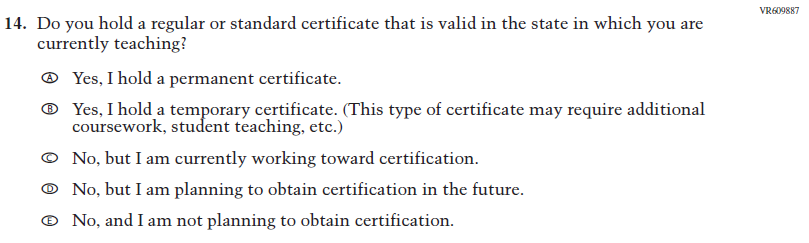 VR609887
14. Do you hold a regular or standard certificate that is valid in the state in which you are
currently teaching?
A Yes, I hold a permanent certificate.
B Yes, I hold a temporary certificate. (This type of certificate may require additional
coursework, student teaching, etc.)
C No, but I am currently working toward certification.
D No, but I am planning to obtain certification in the future.
E No, and I am not planning to obtain certification.